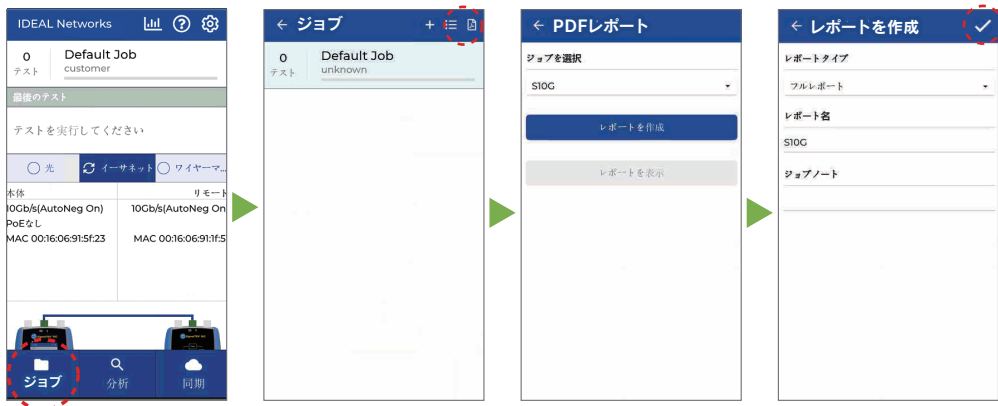 IDEAL Networks
0 Default Job
テスト customer
最後のテスト
テストを実行してください
光 イーサネット ワイヤーマ...
本体 リモート
10Gb/s(AutoNeg On) 10Gb/s(AutoNeg On
PoEなし
MAC 00:16:06:91:5f:23 MAC 00:16:06:91:1f:5
ジョブ 分析 同期
ジョブ
0 Default Job
テスト unknown
PDFレポート
ジョブを選択
S10G
レポートを作成
レポートを表示
レポートを作成
レポートタイプ
フルレポート
レポート名
S10G
ジョブノート